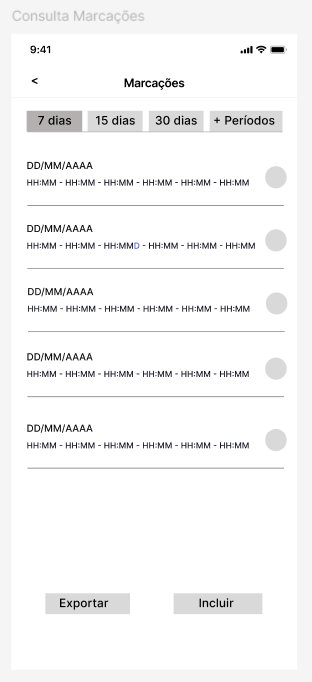 Consulta Marcações
9:41
<
Marcações
7 dias 15 dias 30 dias + Períodos
DD/MM/AAAA
HH:MM - HH:MM - HH:MM - HH:MM - HH:MM - HH:MM
DD/MM/AAAA
HH:MM - HH:MM - HH:MMD - HH:MM - HH:MM - HH:MM
DD/MM/AAAA
HH:MM - HH:MM - HH:MM - HH:MM - HH:MM - HH:MM
DD/MM/AAAA
HH:MM - HH:MM - HH:MM - HH:MM - HH:MM - HH:MM
DD/MM/AAAA
HH:MM - HH:MM - HH:MM - HH:MM - HH:MM - HH:MM
Exportar Incluir